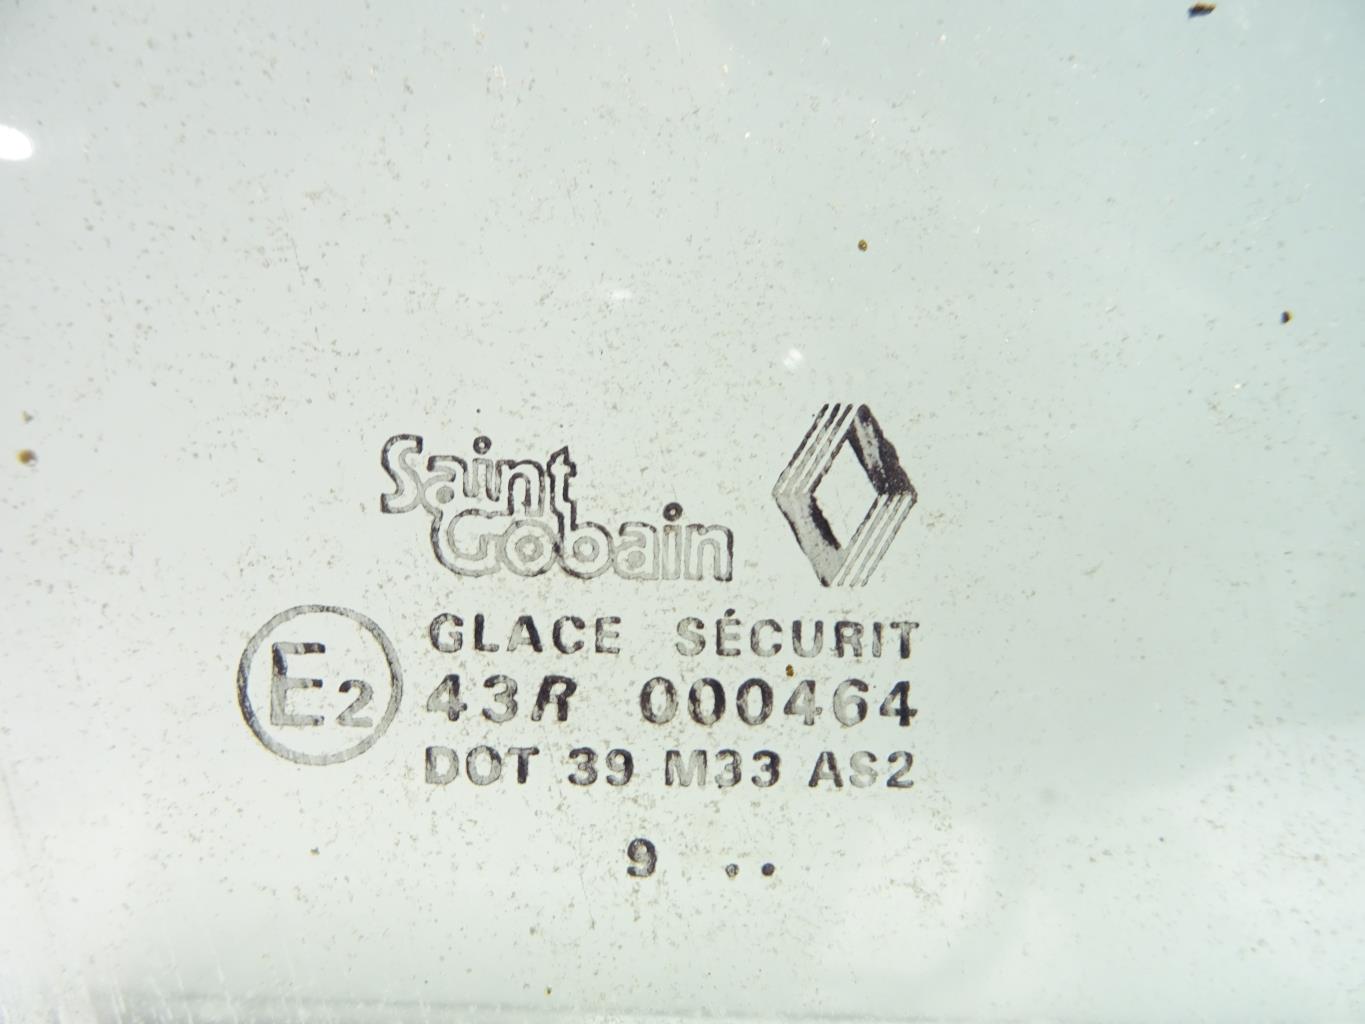 Saint
Gobain
GLACE SÉCURIT
E2
43R 000464
DOT 39 M33 AS2
9 ..